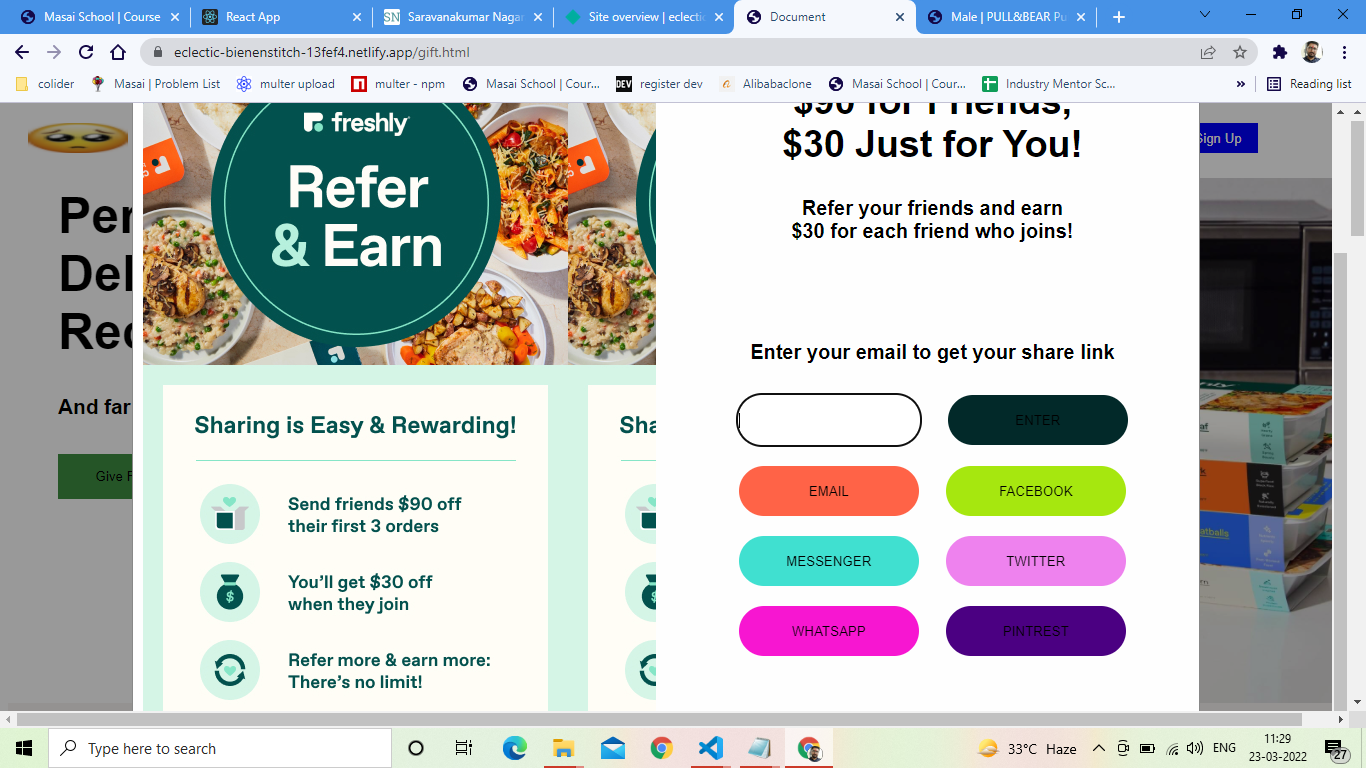 Masai School | Course
React App
Saravanakumar Nagar
Site overview | eclectic
Document
Male | PULL&BEAR Pu
eclectic-bienenstitch-13fef4.netlify.app/gift.html
colider
Masai | Problem List
multer upload
multer - npm
Masai School | Cour...
register dev
Alibabaclone
Masai School | Cour...
Industry Mentor Sc...
»
Reading list
Sign Up
Per
Del
Rec
And far
Give F
freshly
Refer
& Earn
Sharing is Easy & Rewarding!
Send friends $90 off
their first 3 orders
You'll get $30 off
when they join
Refer more & earn more:
There's no limit!
Sha
$90 for Friends,
$30 Just for You!
Refer your friends and earn
$30 for each friend who joins!
Enter your email to get your share link
ENTER
EMAIL
FACEBOOK
MESSENGER
TWITTER
WHATSAPP
PINTREST
Type here to search
33°C Haze
ENG
11:29
23-03-2022
27